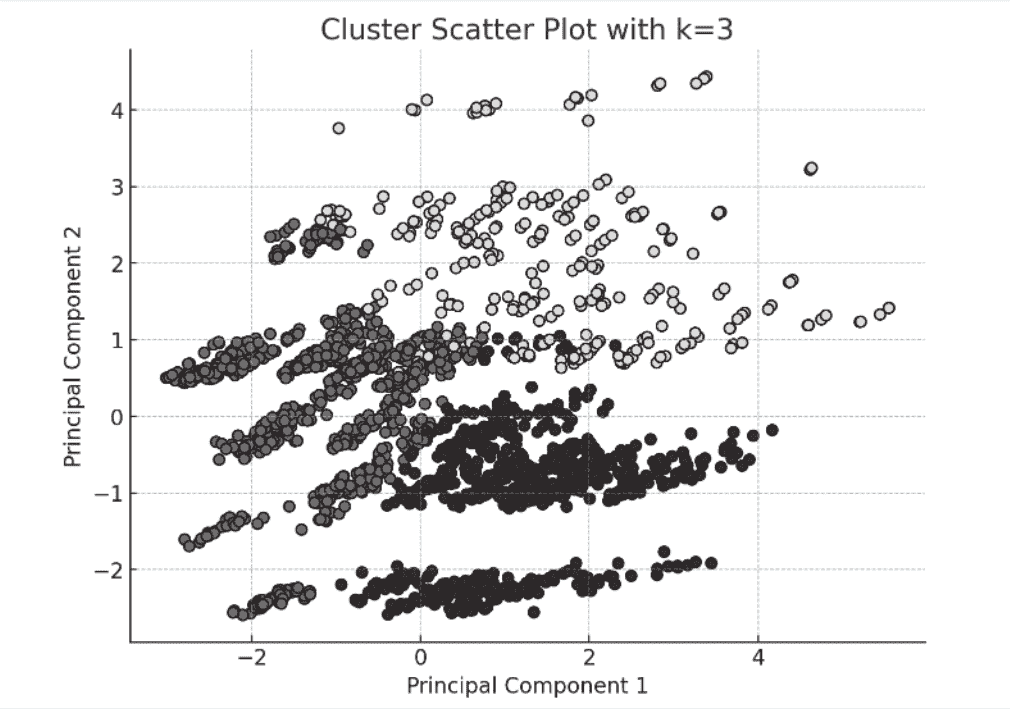 Cluster Scatter Plot with k=3
Principal Component 2
4
3
2
1
0
−1
−2
−2 0 2 4
Principal Component 1